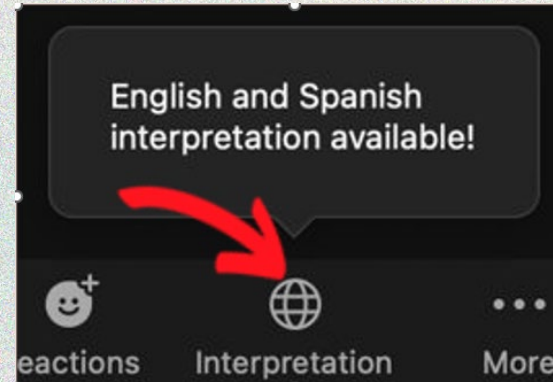 English and Spanish
interpretation available!
eactions Interpretation More